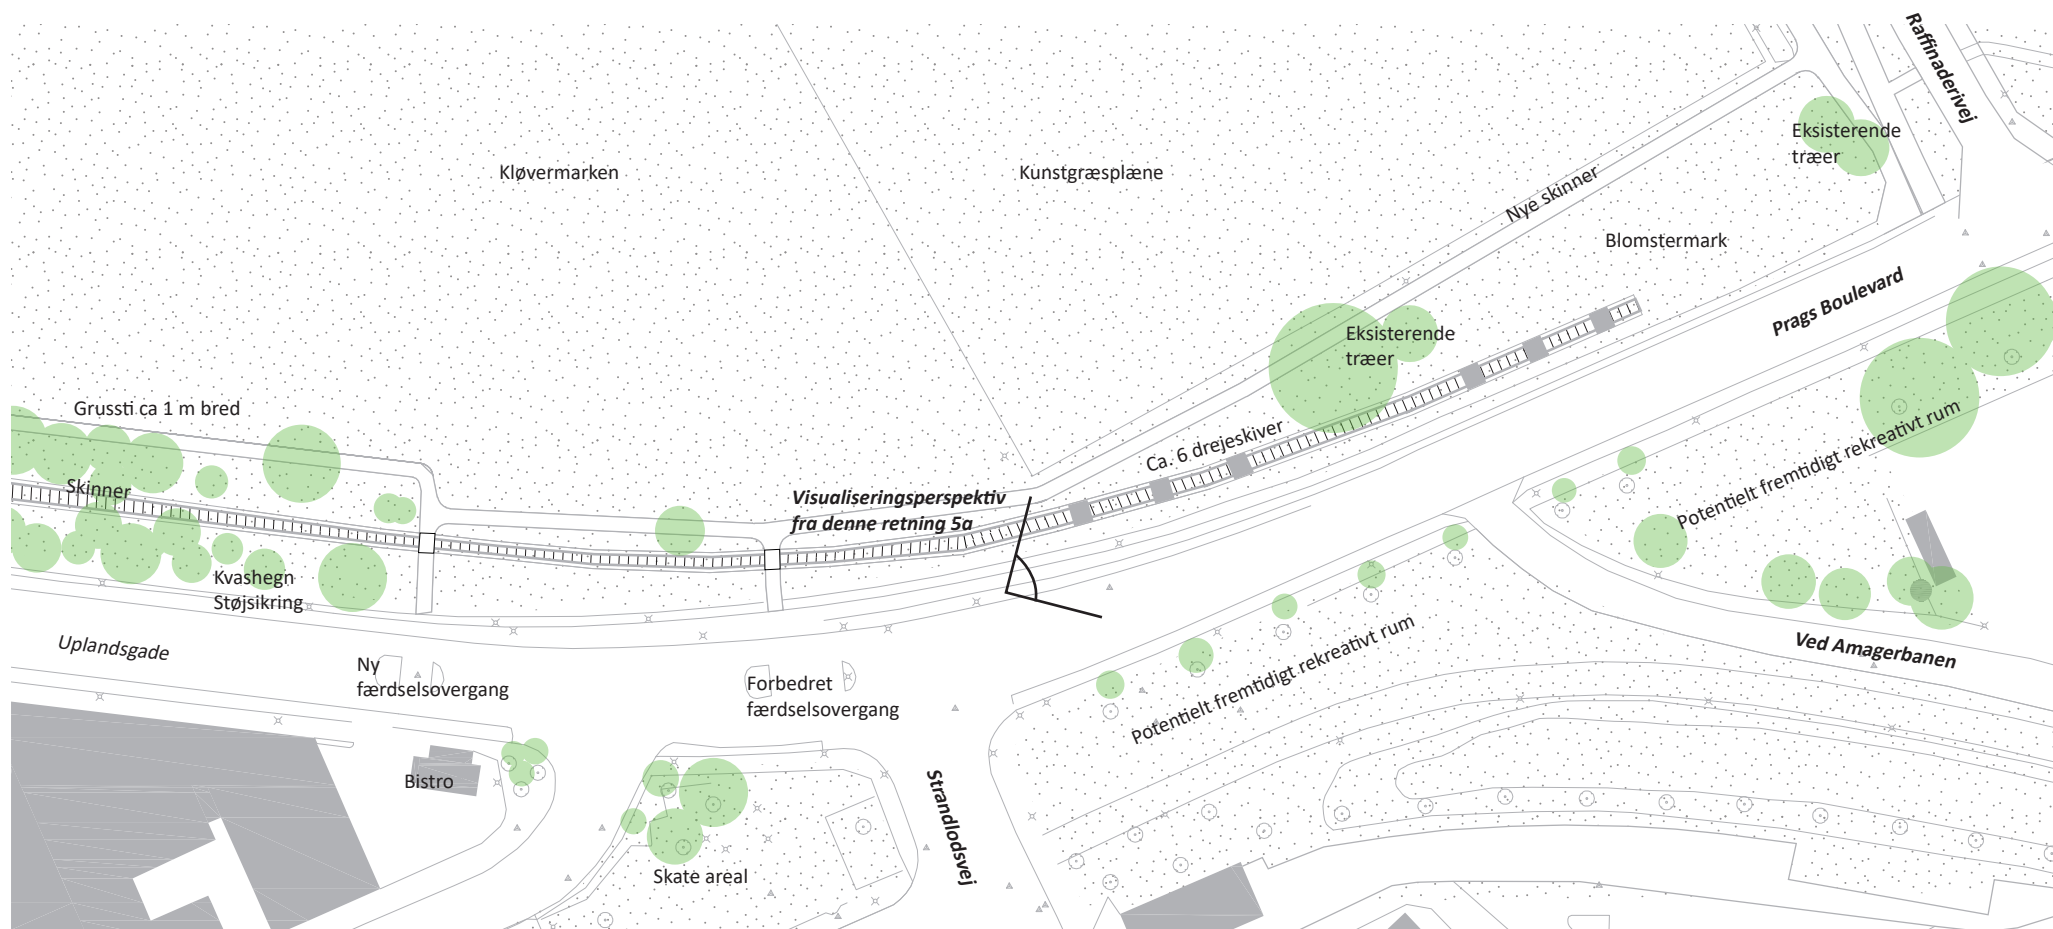 Raffinaderivej
Eksisterende
træer
Kløvermarken
Kunstgræsplæne
Nye skinner
Blomstermark
Prags Boulevard
Eksisterende
træer
Grussti ca 1 m bred
Ca. 6 drejeskiver
Potentielt fremtidigt rekreativt rum
Skinner
Visualiseringsperspektiv
fra denne retning 5a
Kvashegn
Støjsikring
Uplandsgade
Ny
færdselsovergang
Forbedret
færdselsovergang
Potentielt fremtidigt rekreativt rum
Ved Amagerbanen
Bistro
Strandlodsvej
Skate areal